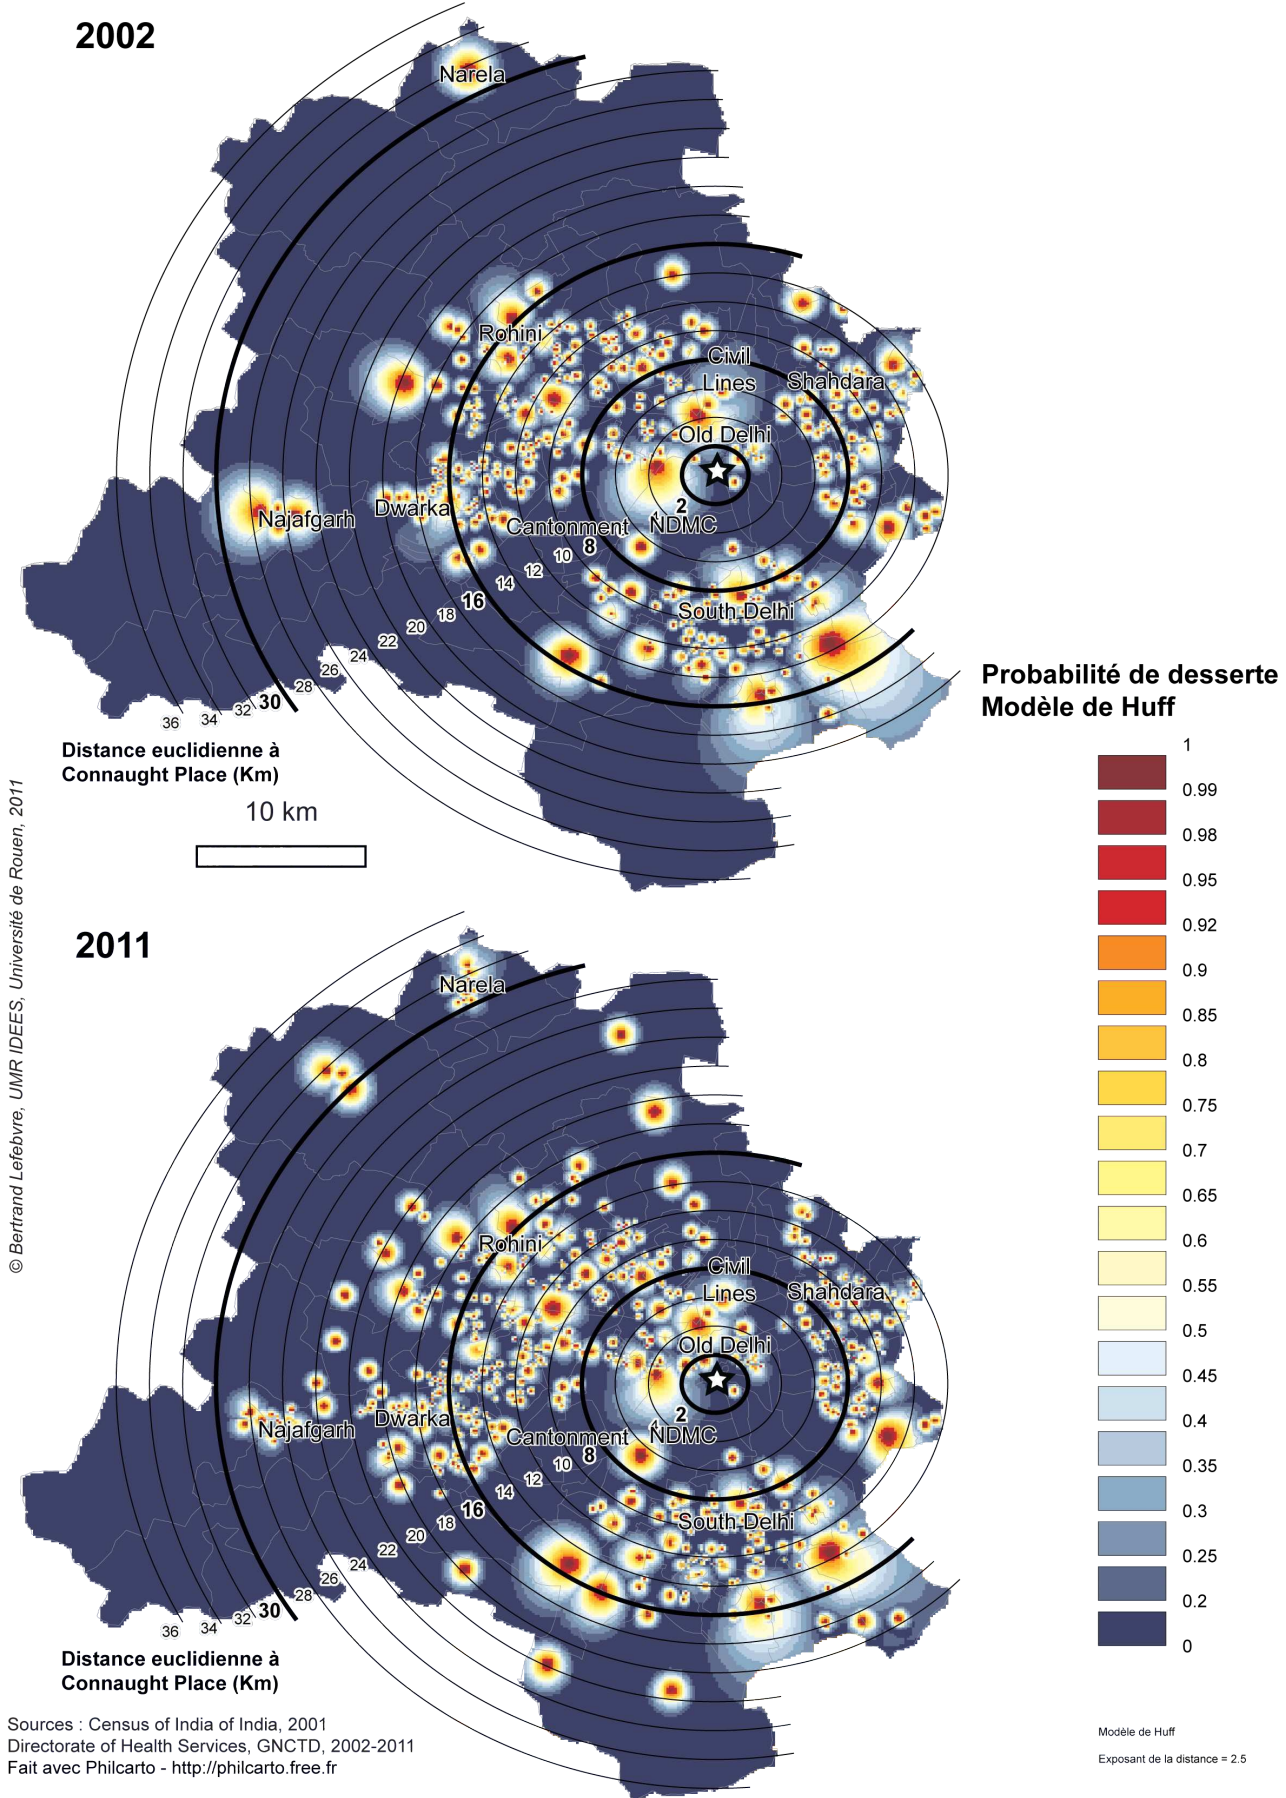 2002
Narela
Rohini
Civil
Lines
Shahdara
Old Delhi
Najafgarh
Dwarka
Cantonment
NDMC
South Delhi
2
4
8
10
12
14
16
18
20
22
24
26
28
30
32
34
36
Distance euclidienne à
Connaught Place (Km)
10 km
Probabilité de desserte
Modèle de Huff
1
0.99
0.98
0.95
0.92
0.9
0.85
0.8
0.75
0.7
0.65
0.6
0.55
0.5
0.45
0.4
0.35
0.3
0.25
0.2
0
© Bertrand Lefebvre, UMR IDEES, Université de Rouen, 2011
2011
Narela
Rohini
Civil
Lines
Shahdara
Old Delhi
Najafgarh
Dwarka
Cantonment
NDMC
South Delhi
2
4
8
10
12
14
16
18
20
22
24
26
28
30
32
34
36
Distance euclidienne à
Connaught Place (Km)
Sources : Census of India of India, 2001
Directorate of Health Services, GNCTD, 2002-2011
Fait avec Philcarto - http://philcarto.free.fr
Modèle de Huff
Exposant de la distance = 2.5